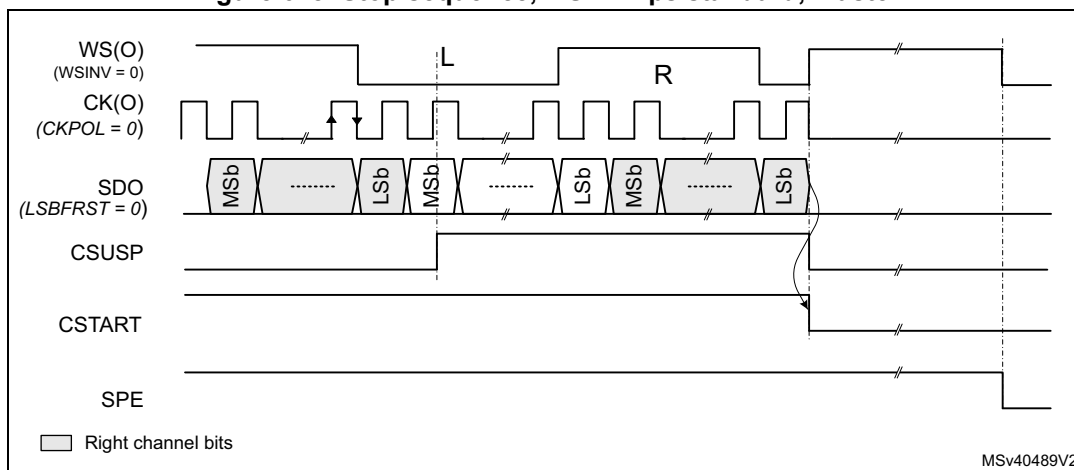 WS(O)
(WSINV = 0)
L
R
CK(O)
(CKPOL = 0)
SDO
(LSBFRST = 0)
MSb
LSb
MSb
LSb
MSb
LSb
CSUSP
CSTART
SPE
Right channel bits
MSv40489V2